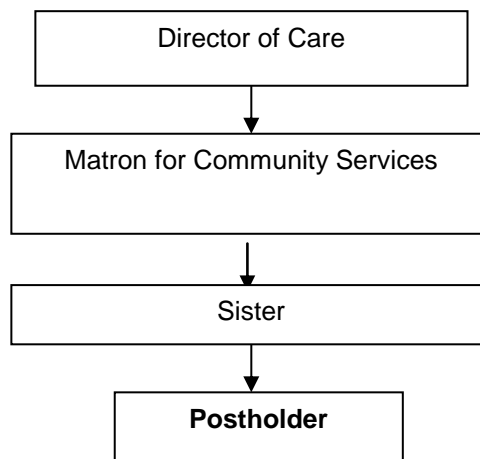 Director of Care
Matron for Community Services
Sister
Postholder